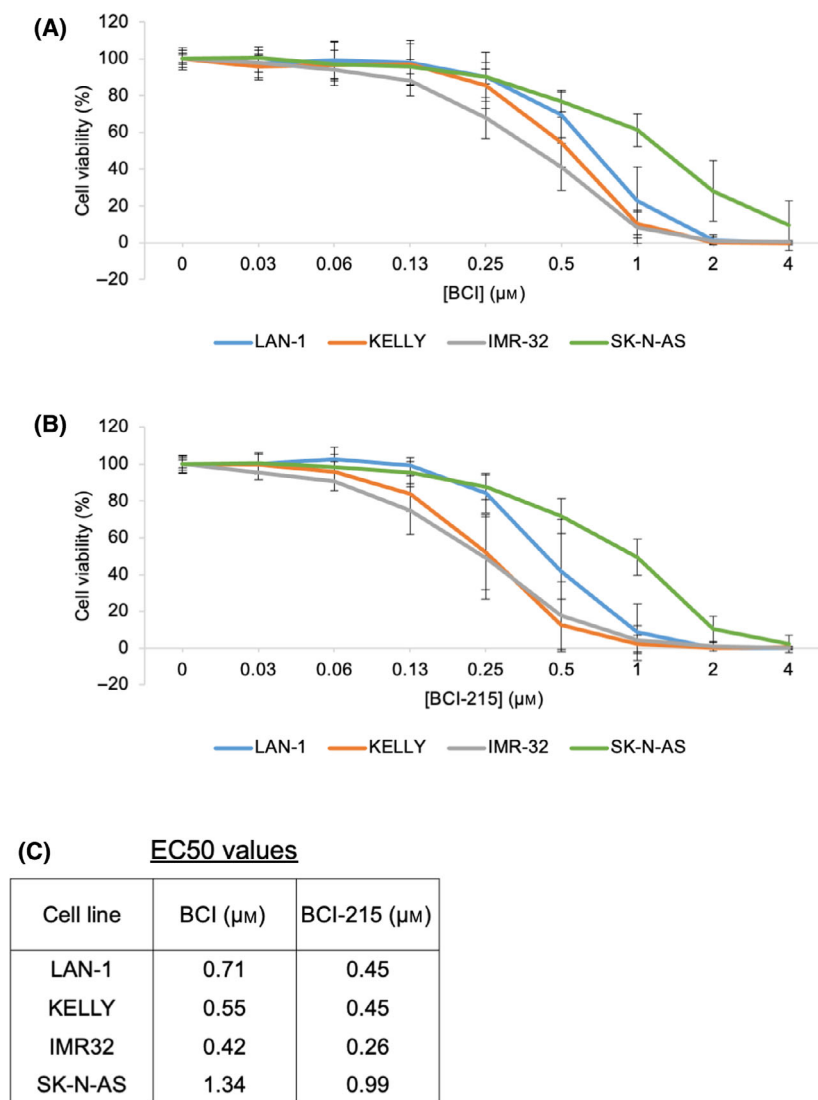 (A)
120
100
80
60
40
20
0
–20
Cell viability (%)
0 0.03 0.06 0.13 0.25 0.5 1 2 4
[BCI] (µM)
LAN-1 KELLY IMR-32 SK-N-AS
(B)
120
100
80
60
40
20
0
–20
Cell viability (%)
0 0.03 0.06 0.13 0.25 0.5 1 2 4
[BCI-215] (µM)
LAN-1 KELLY IMR-32 SK-N-AS
(C) EC50 values
Cell line BCI (µM) BCI-215 (µM)
LAN-1 0.71 0.45
KELLY 0.55 0.45
IMR32 0.42 0.26
SK-N-AS 1.34 0.99